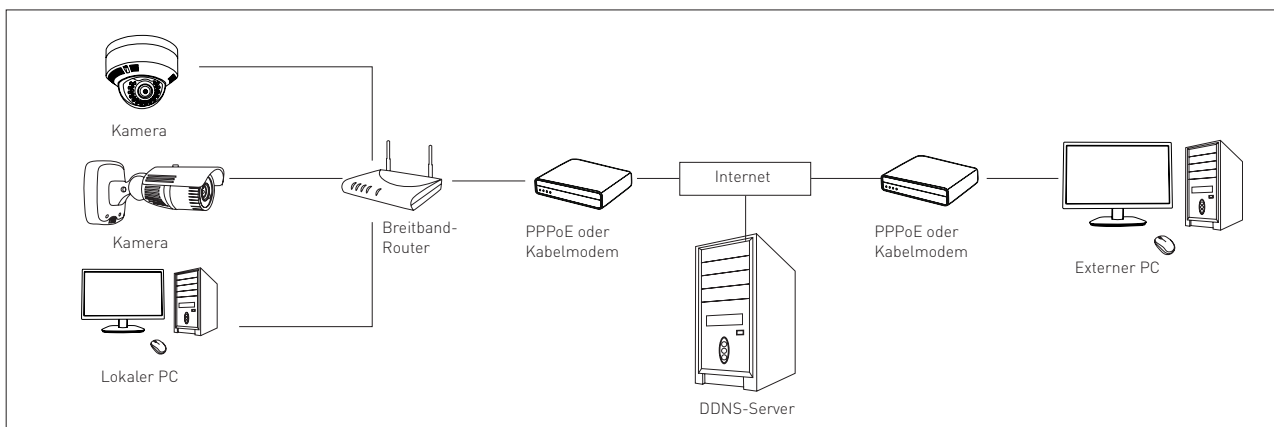 Kamera
Kamera
Lokaler PC
Breitband-
Router
PPPoE oder
Kabelmodem
Internet
DDNS-Server
PPPoE oder
Kabelmodem
Externer PC